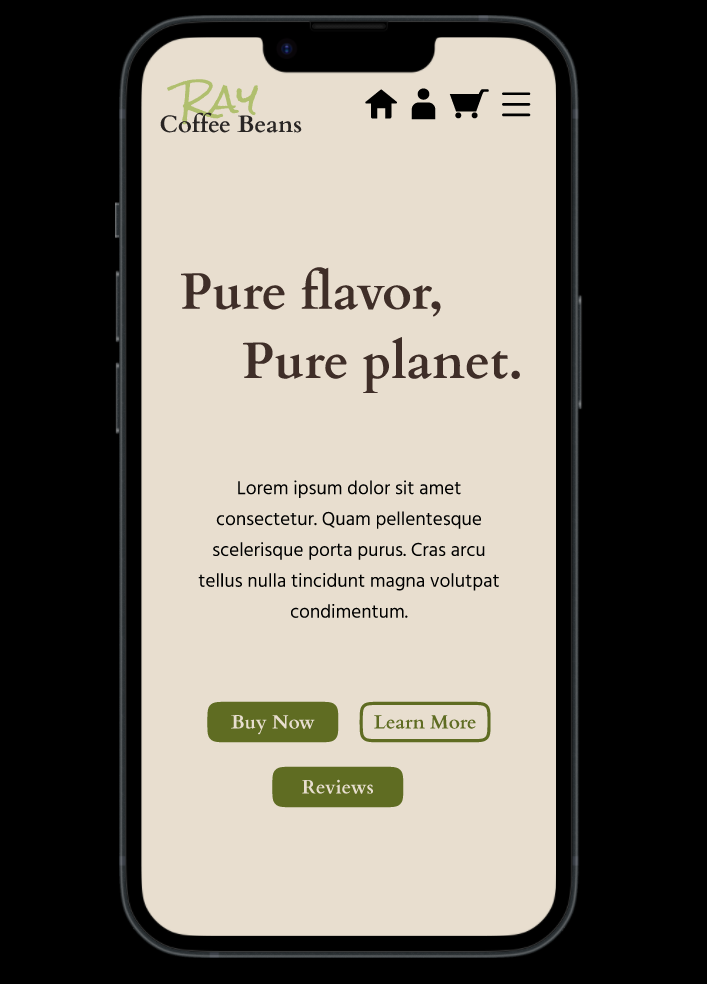 RAY
Coffee Beans
Pure flavor,
Pure planet.
Lorem ipsum dolor sit amet
consectetur. Quam pellentesque
scelerisque porta purus. Cras arcu
tellus nulla tincidunt magna volutpat
condimentum.
Buy Now
Learn More
Reviews